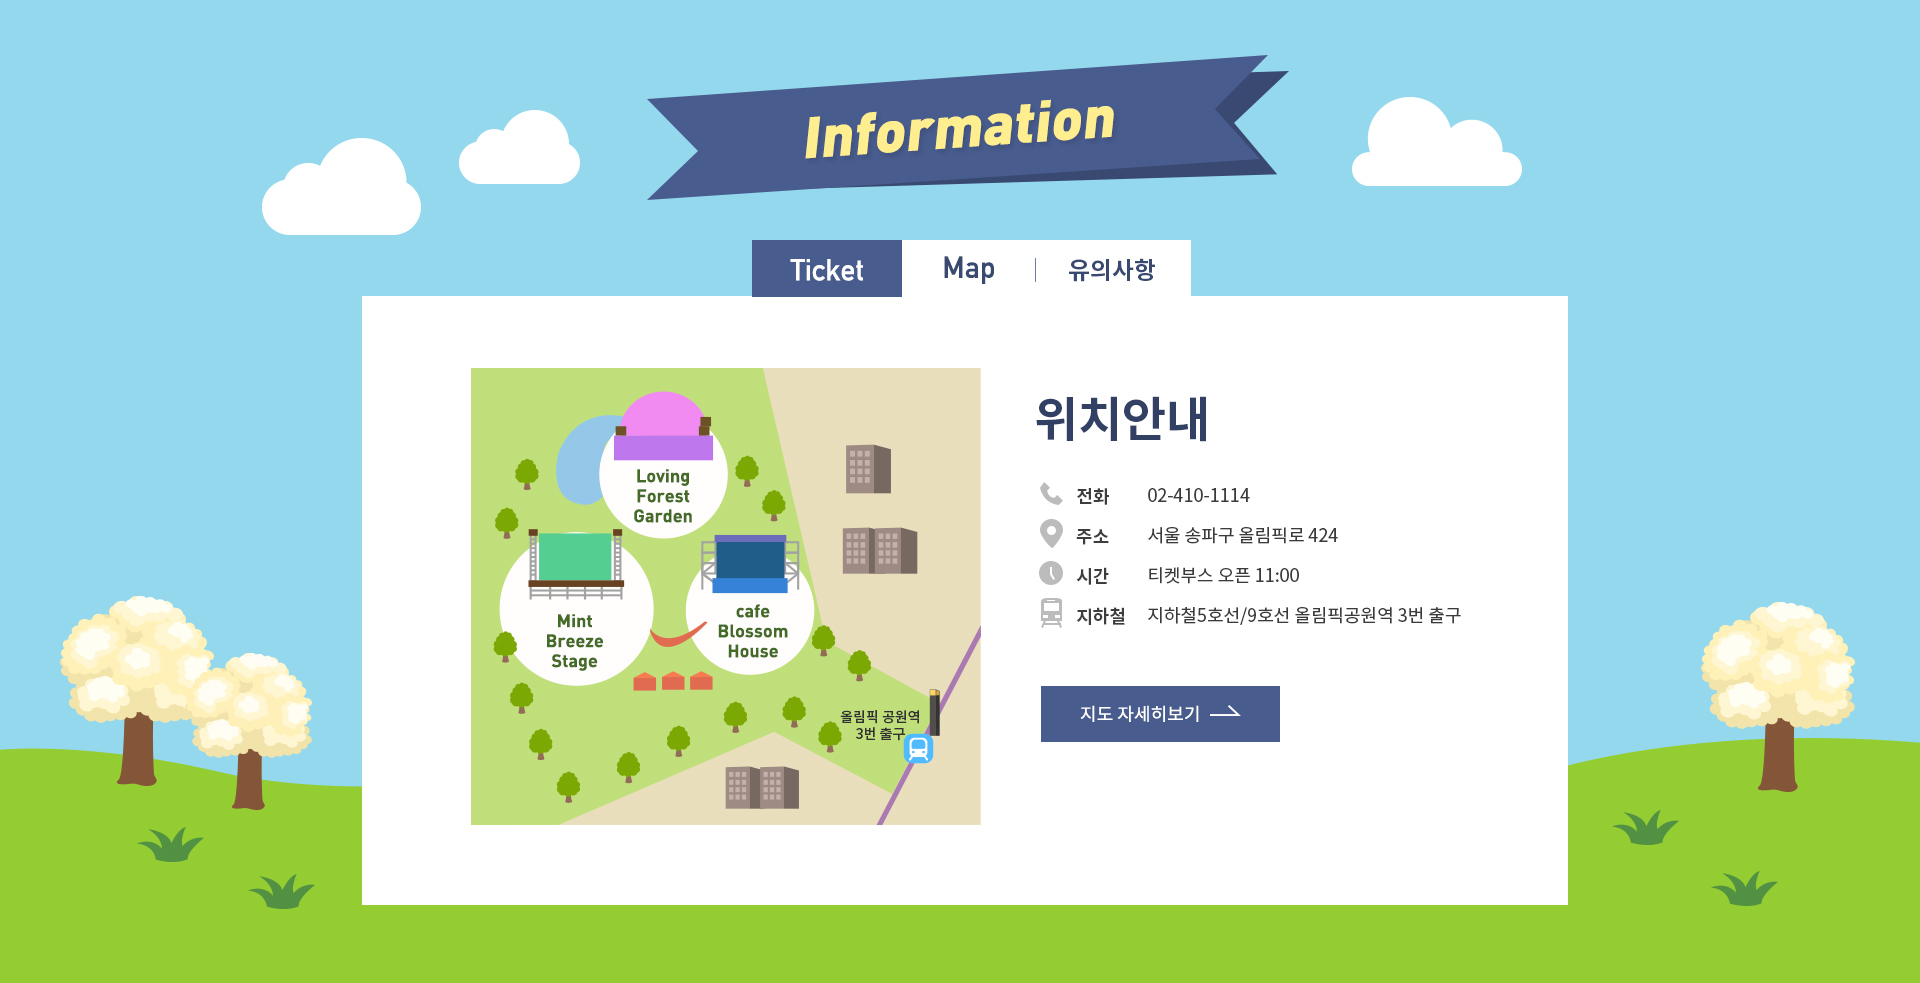 Information
Ticket
Map
유의사항
Loving
Forest
Garden
Mint
Breeze
Stage
cafe
Blossom
House
올림픽 공원역
3번 출구
위치안내
전화 02-410-1114
주소 서울 송파구 올림픽로 424
시간 티켓부스 오픈 11:00
지하철 지하철5호선/9호선 올림픽공원역 3번 출구
지도 자세히보기